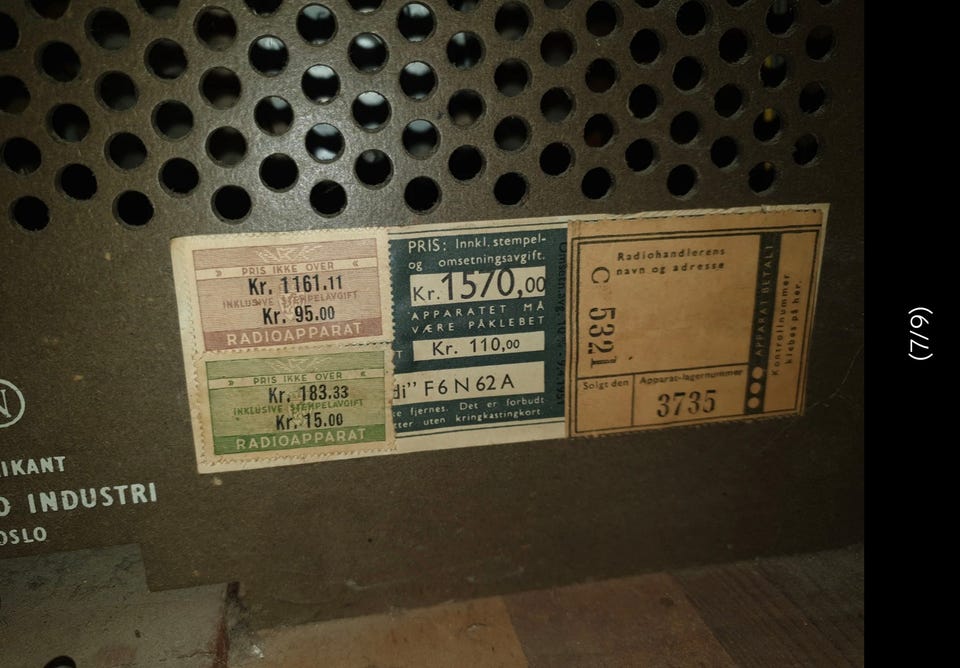 » PRIS IKKE OVER «
Kr. 1161.11
INKLUSIVE STEMPELAVGIFT
Kr. 95.00
RADIOAPPARAT
» PRIS IKKE OVER «
Kr. 183.33
INKLUSIVE STEMPELAVGIFT
Kr. 15.00
RADIOAPPARAT
PRIS: Innkl. stempel-
og omsetningsavgift.
Kr. 1570,00
APPARATET MÅ
VÆRE PÅKLEBET
T
Kr. 110,00
di" F6N62A
fjernes. Det er forbudt
uten kringkastingkort
Radiohandlerens
navn og adresse
C 5321
Solgt den
Apparat-lagernummer
3735
APPARAT BETALT
Kontrollnummer
klebes på her.
N
IKANT
O INDUSTRI
OSLO
(7/9)